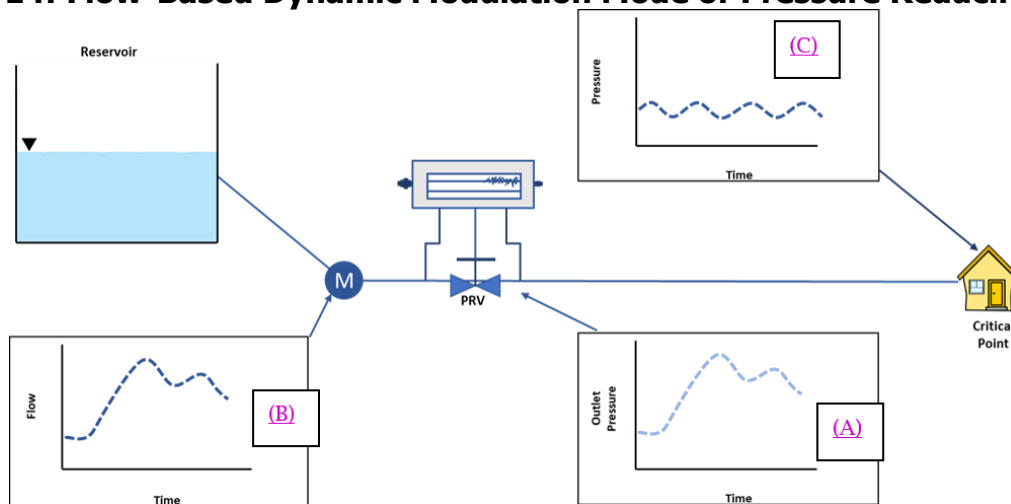 Reservoir
(C)
Pressure
Time
M
PRV
Critica
Point
Flow
(B)
Time
Outlet
Pressure
(A)
Time